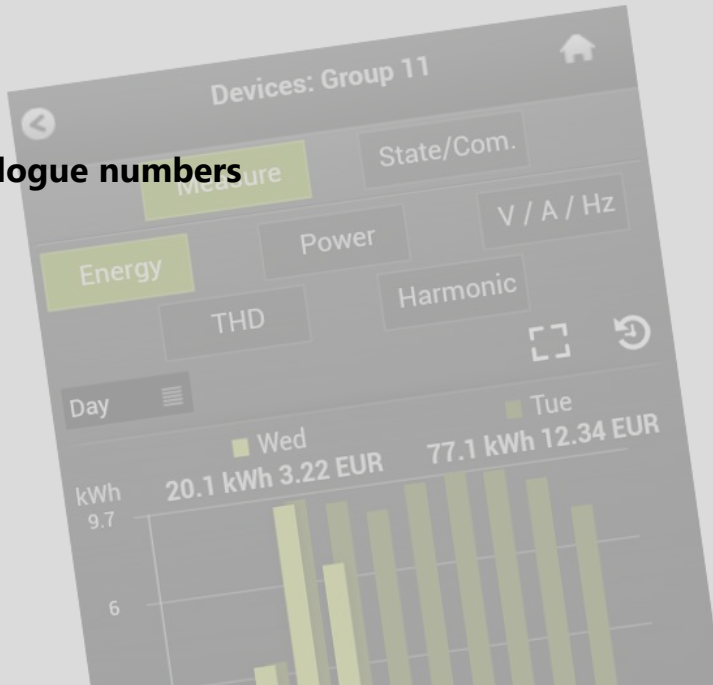 Devices: Group 11
logue numbers
Measure
State/Com.
Energy
Power
V / A / Hz
THD
Harmonic
Day
Wed
Tue
20.1 kWh 3.22 EUR
77.1 kWh 12.34 EUR
kWh
9.7
6